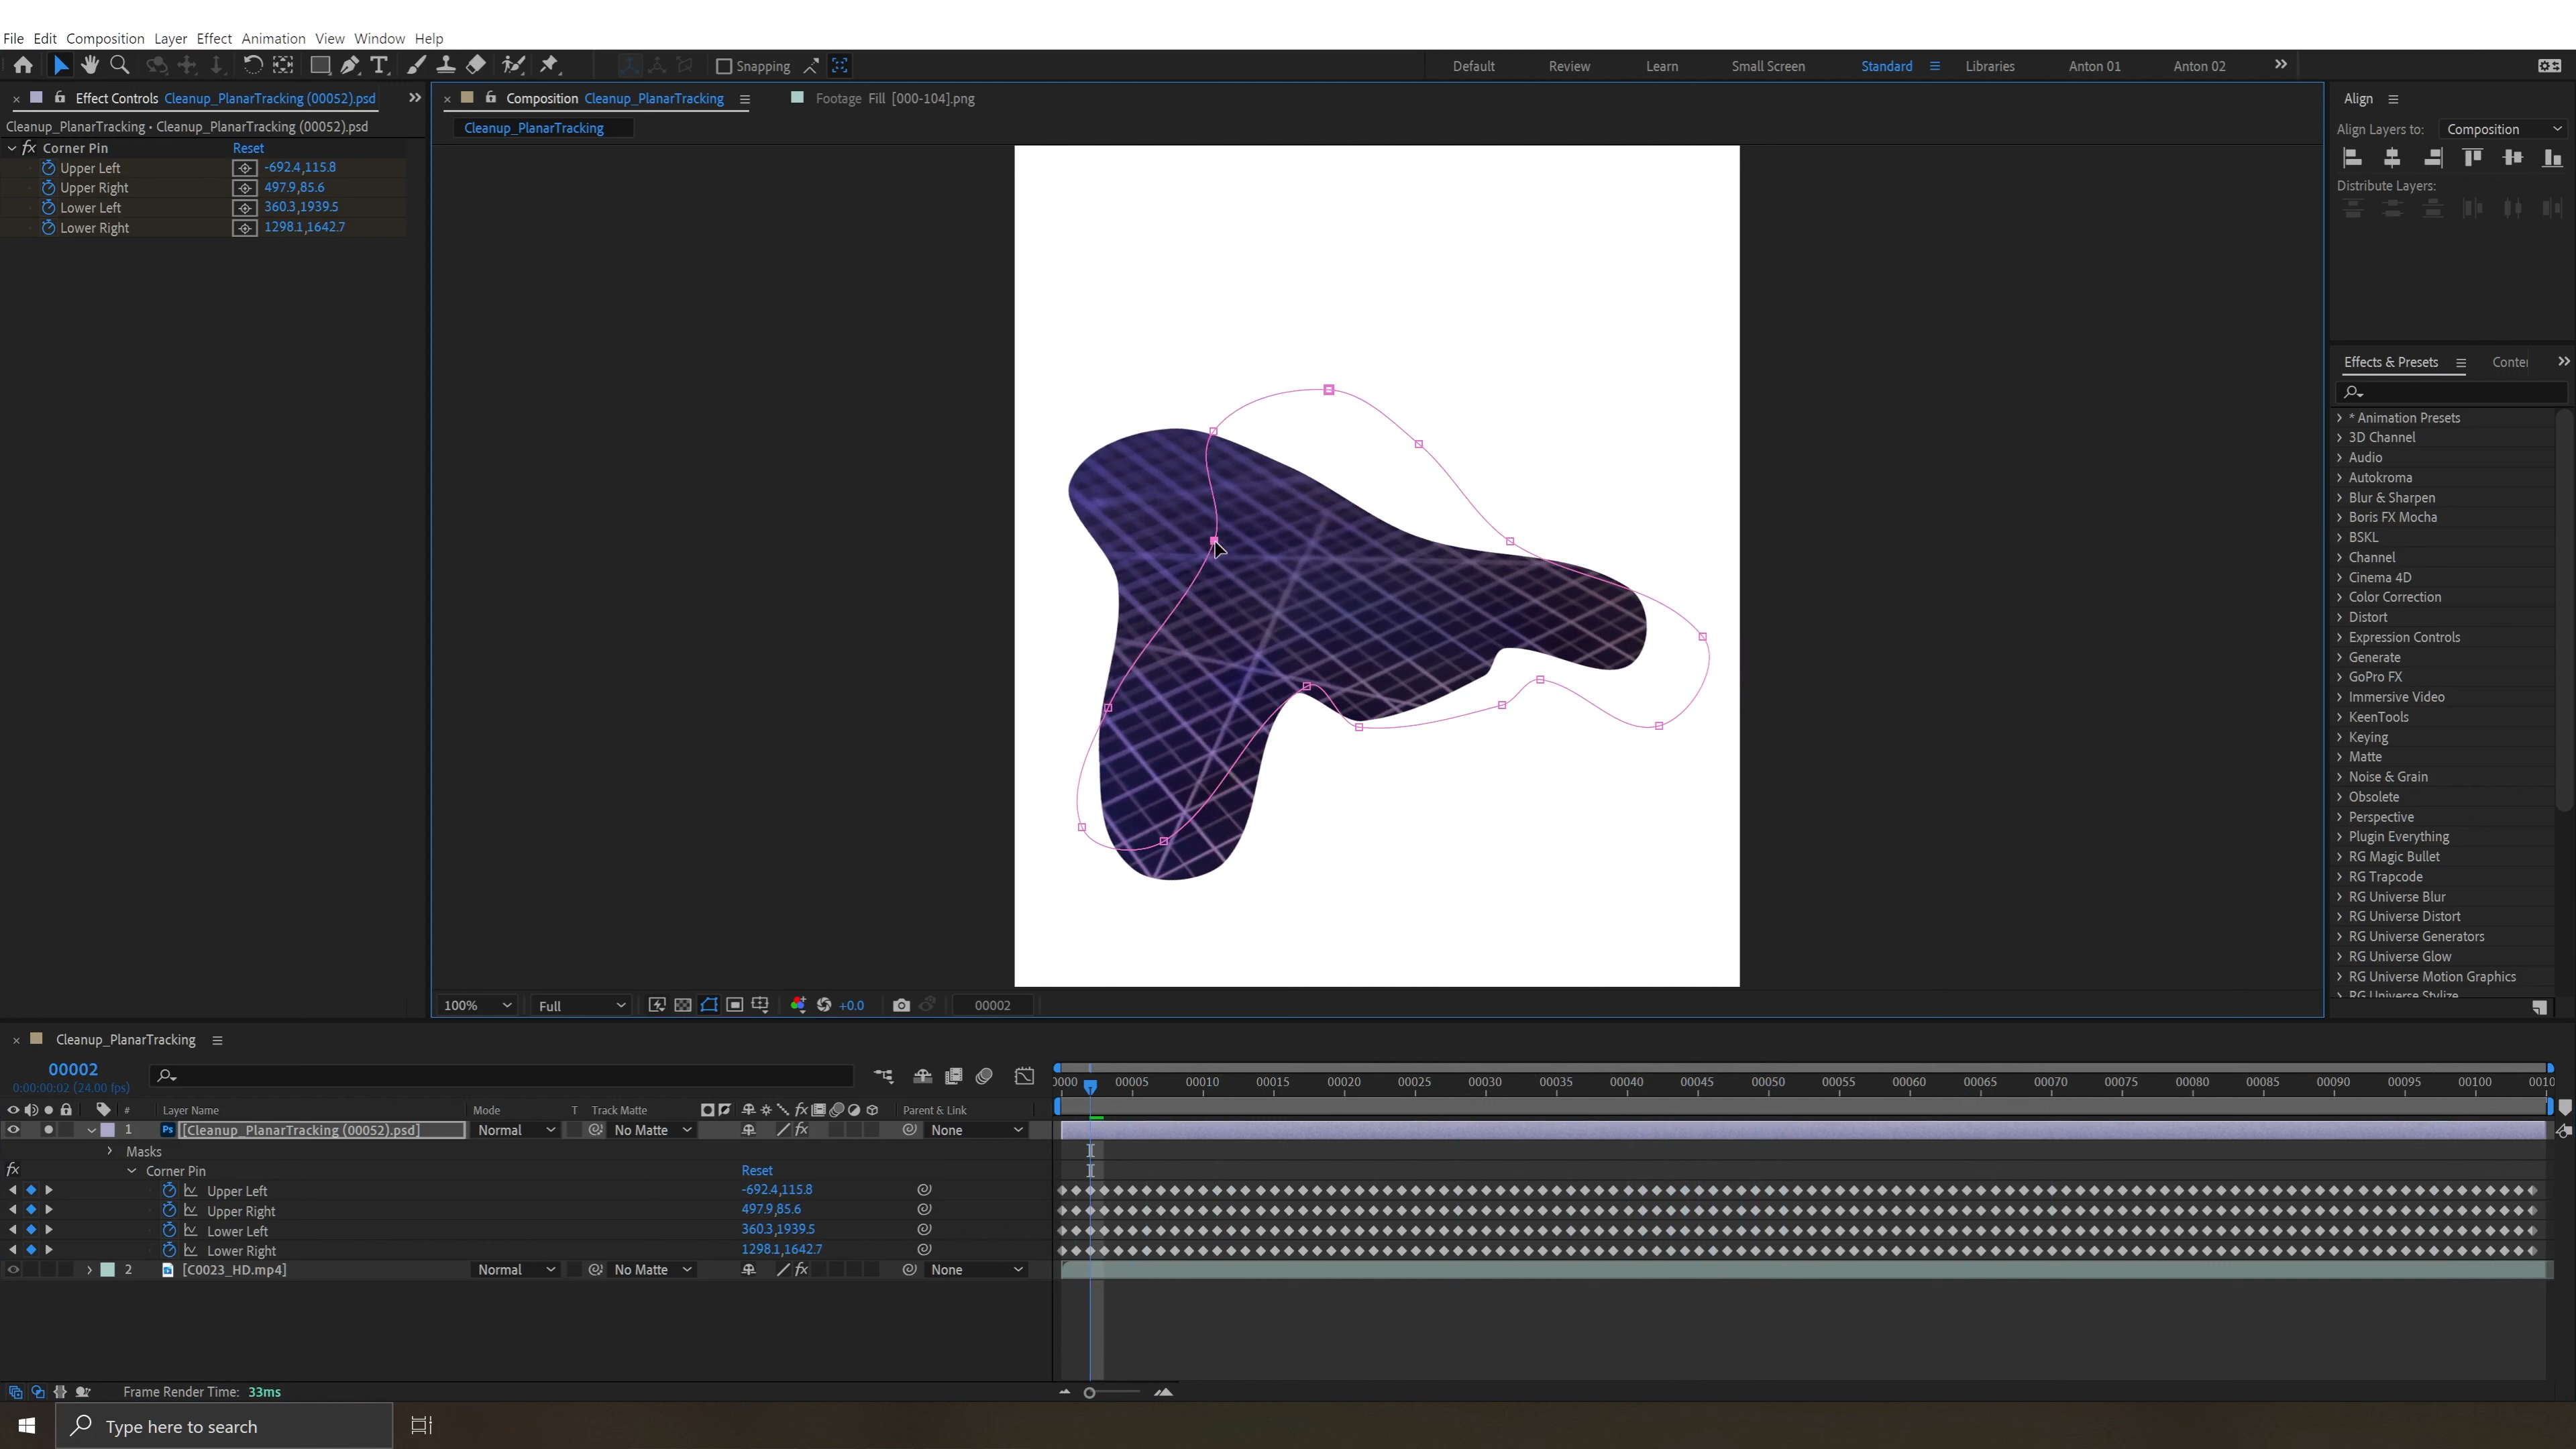 File Edit Composition Layer Effect Animation View Window Help
Snapping
Default Review Learn Small Screen Standard Libraries Anton 01 Anton 02
Effect Controls Cleanup_PlanarTracking (00052).psd
Cleanup_PlanarTracking • Cleanup_PlanarTracking (00052).psd
fx Corner Pin Reset
Upper Left -692.4,115.8
Upper Right 497.9,85.6
Lower Left 360.3,1939.5
Lower Right 1298.1,1642.7
Composition Cleanup_PlanarTracking
Footage Fill [000-104].png
Cleanup_PlanarTracking
100% Full +0.0 00002
Align
Align Layers to: Composition
Distribute Layers:
Effects & Presets
* Animation Presets
3D Channel
Audio
Autokroma
Blur & Sharpen
Boris FX Mocha
BSKL
Channel
Cinema 4D
Color Correction
Distort
Expression Controls
Generate
GoPro FX
Immersive Video
KeenTools
Keying
Matte
Noise & Grain
Obsolete
Perspective
Plugin Everything
RG Magic Bullet
RG Trapcode
RG Universe Blur
RG Universe Distort
RG Universe Generators
RG Universe Glow
RG Universe Motion Graphics
RG Universe Stylize
Cleanup_PlanarTracking
00002
0:00:00:02 (24.00 fps)
0000 00005 00010 00015 00020 00025 00030 00035 00040 00045 00050 00055 00060 00065 00070 00075 00080 00085 00090 00095 00100 0010
# Layer Name Mode T Track Matte fx Parent & Link
1 Ps [Cleanup_PlanarTracking (00052).psd] Normal No Matte fx None
Masks
fx Corner Pin Reset
Upper Left -692.4,115.8
Upper Right 497.9,85.6
Lower Left 360.3,1939.5
Lower Right 1298.1,1642.7
2 [C0023_HD.mp4] Normal No Matte fx None
Frame Render Time: 33ms
Type here to search